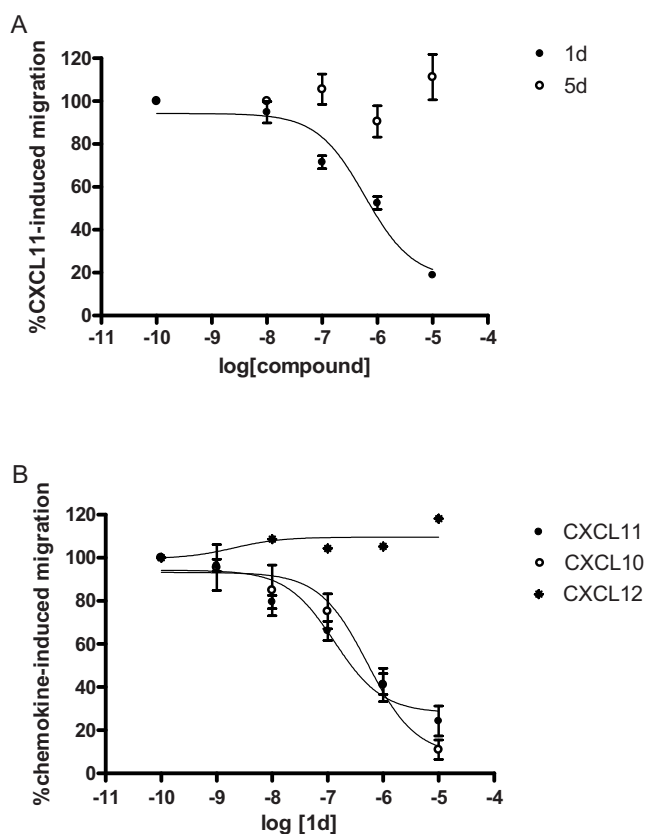 A
120
100
80
60
40
20
0
%CXCL11-induced migration
-11 -10 -9 -8 -7 -6 -5 -4
log[compound]
1d
5d
B
120
100
80
60
40
20
0
%chemokine-induced migration
-11 -10 -9 -8 -7 -6 -5 -4
log [1d]
CXCL11
CXCL10
CXCL12